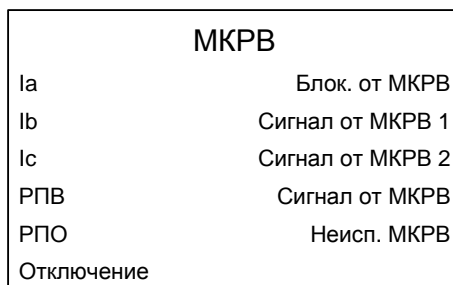 МКРВ
Ia Блок. от МКРВ
Ib Сигнал от МКРВ 1
Ic Сигнал от МКРВ 2
РПВ Сигнал от МКРВ
РПО Неисп. МКРВ
Отключение